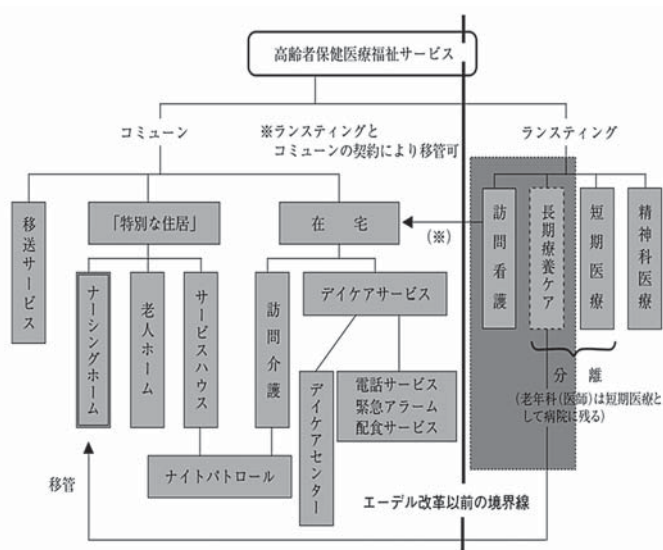 高齢者保健医療福祉サービス
コミューン
※ランスティングと
コミューンの契約により移管可
ランスティング
移送サービス
「特別な住居」
在　宅
(※)
訪問看護
長期療養ケア
短期医療
精神科医療
ナーシングホーム
老人ホーム
サービスハウス
訪問介護
デイケアサービス
デイケアセンター
電話サービス
緊急アラーム
配食サービス
分　離
(老年科(医師)は短期医療と
して病院に残る)
ナイトパトロール
移管
エーデル改革以前の境界線